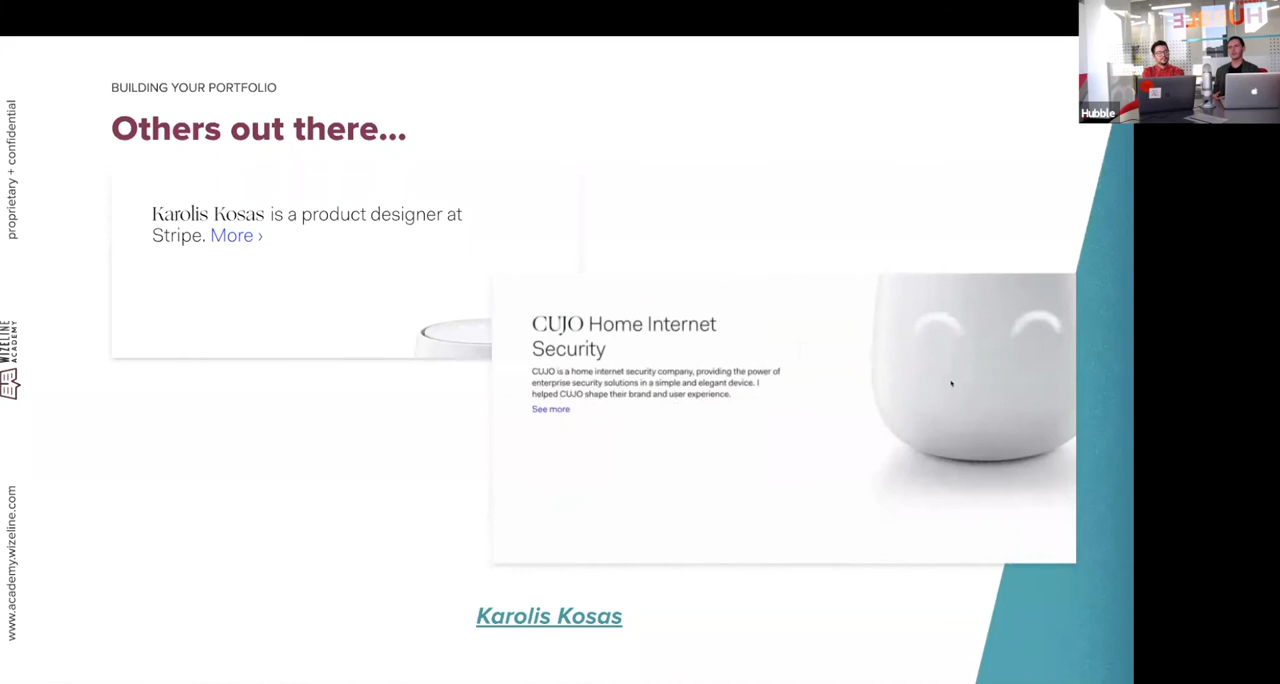 BUILDING YOUR PORTFOLIO
Others out there...
Karolis Kosas is a product designer at
Stripe. More ›
CUJO Home Internet
Security
CUJO is a home internet security company, providing the power of
enterprise security solutions in a simple and elegant device. I
helped CUJO shape their brand and user experience.
See more
Karolis Kosas
proprietary + confidential
WIZELINE
ACADEMY
www.academy.wizeline.com
HUBBLE
Hubble